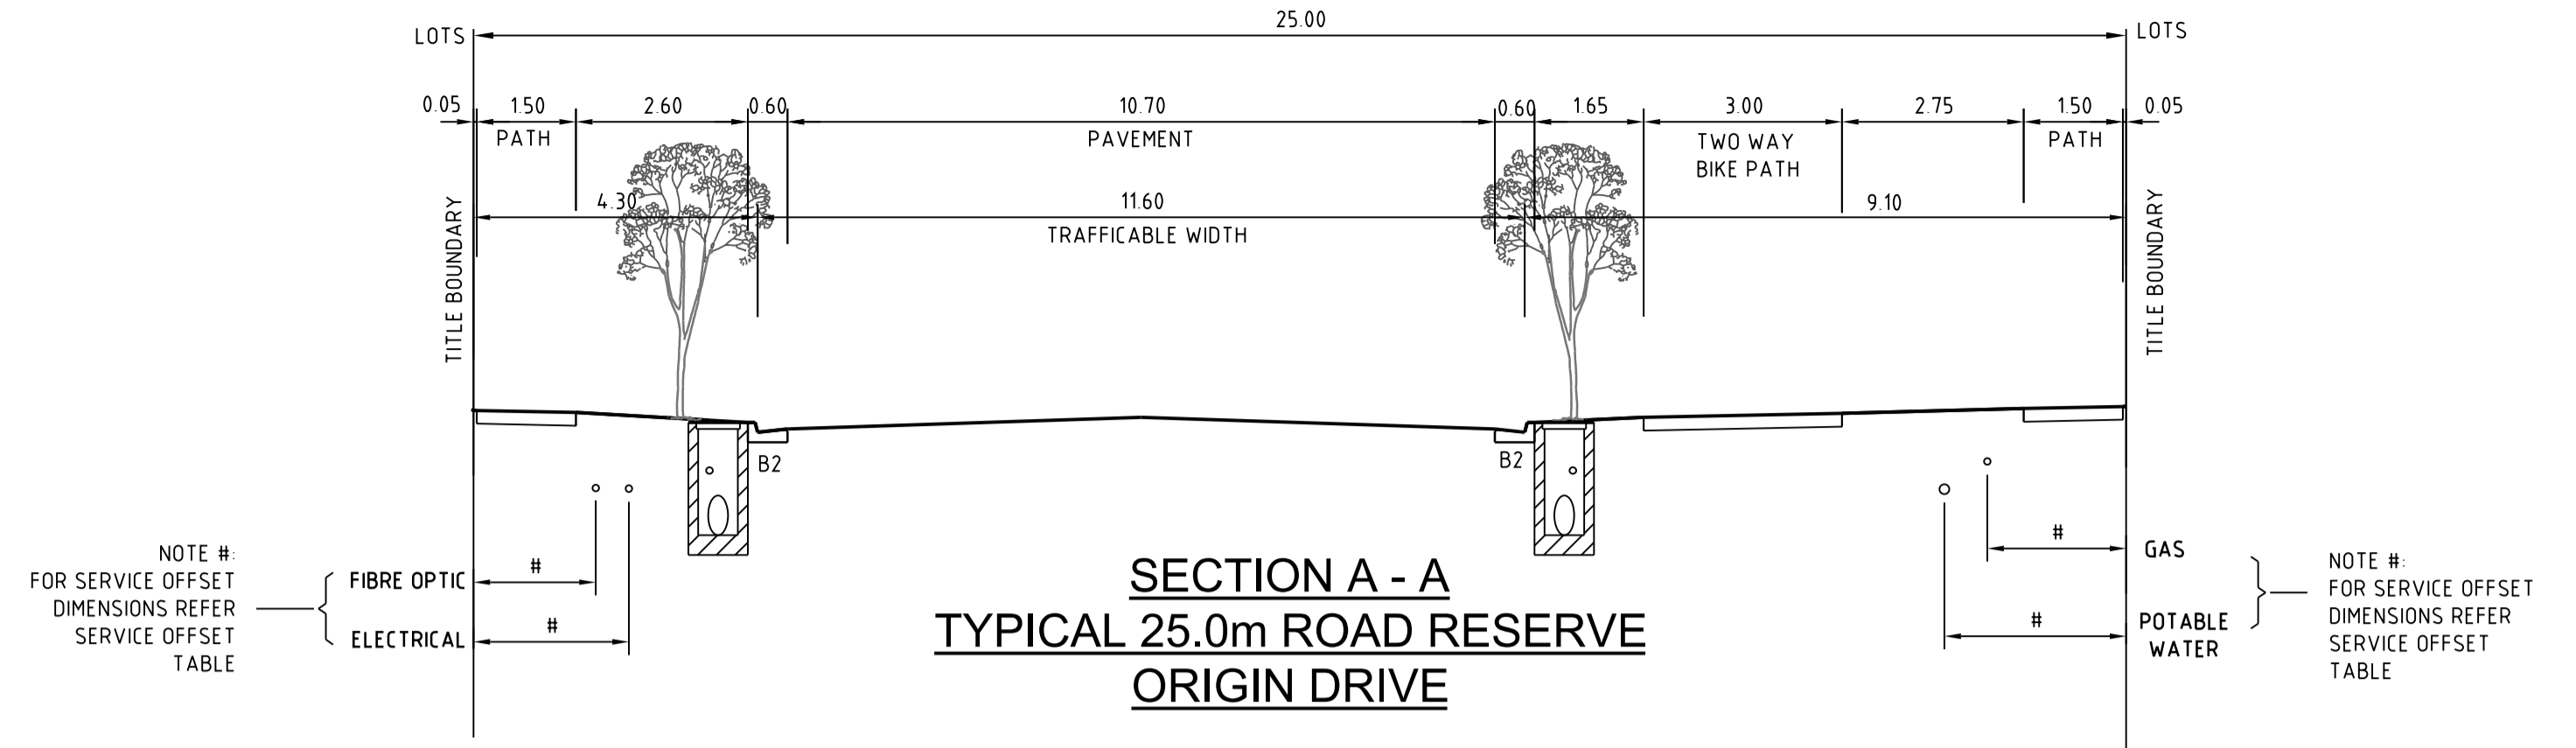 25.00
LOTS
LOTS
0.05
1.50
2.60
0.60
10.70
0.60
1.65
3.00
2.75
1.50
0.05
PATH
PAVEMENT
TWO WAY
BIKE PATH
PATH
4.30
11.60
9.10
TRAFFICABLE WIDTH
TITLE BOUNDARY
TITLE BOUNDARY
B2
B2
NOTE #:
FOR SERVICE OFFSET
DIMENSIONS REFER
SERVICE OFFSET
TABLE
FIBRE OPTIC
#
ELECTRICAL
#
SECTION A - A
TYPICAL 25.0m ROAD RESERVE
ORIGIN DRIVE
#
GAS
#
POTABLE
WATER
NOTE #:
FOR SERVICE OFFSET
DIMENSIONS REFER
SERVICE OFFSET
TABLE